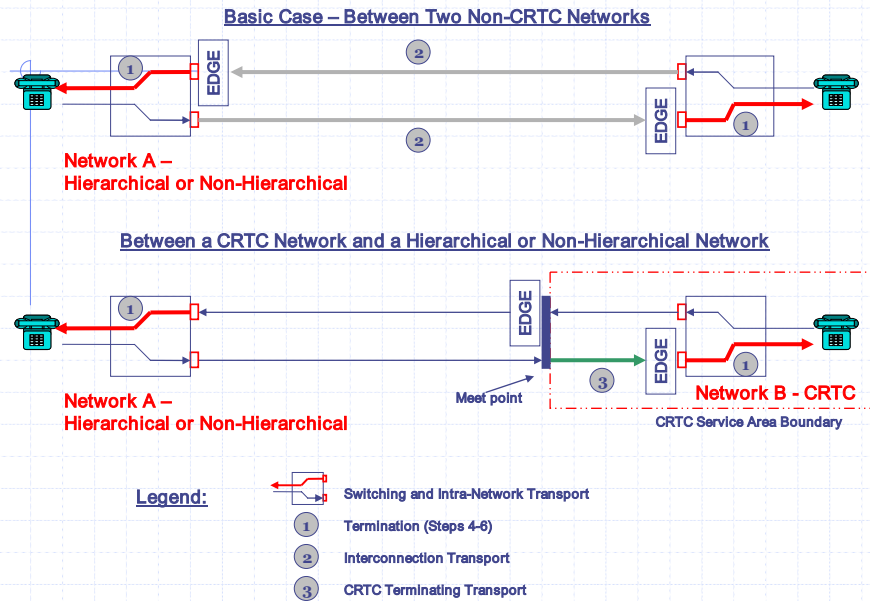 Basic Case – Between Two Non-CRTC Networks
1
EDGE
2
2
EDGE
1
Network A –
Hierarchical or Non-Hierarchical
Between a CRTC Network and a Hierarchical or Non-Hierarchical Network
1
EDGE
EDGE
1
3
Meet point
Network B - CRTC
Network A –
Hierarchical or Non-Hierarchical
CRTC Service Area Boundary
Legend:
Switching and Intra-Network Transport
1 Termination (Steps 4-6)
2 Interconnection Transport
3 CRTC Terminating Transport